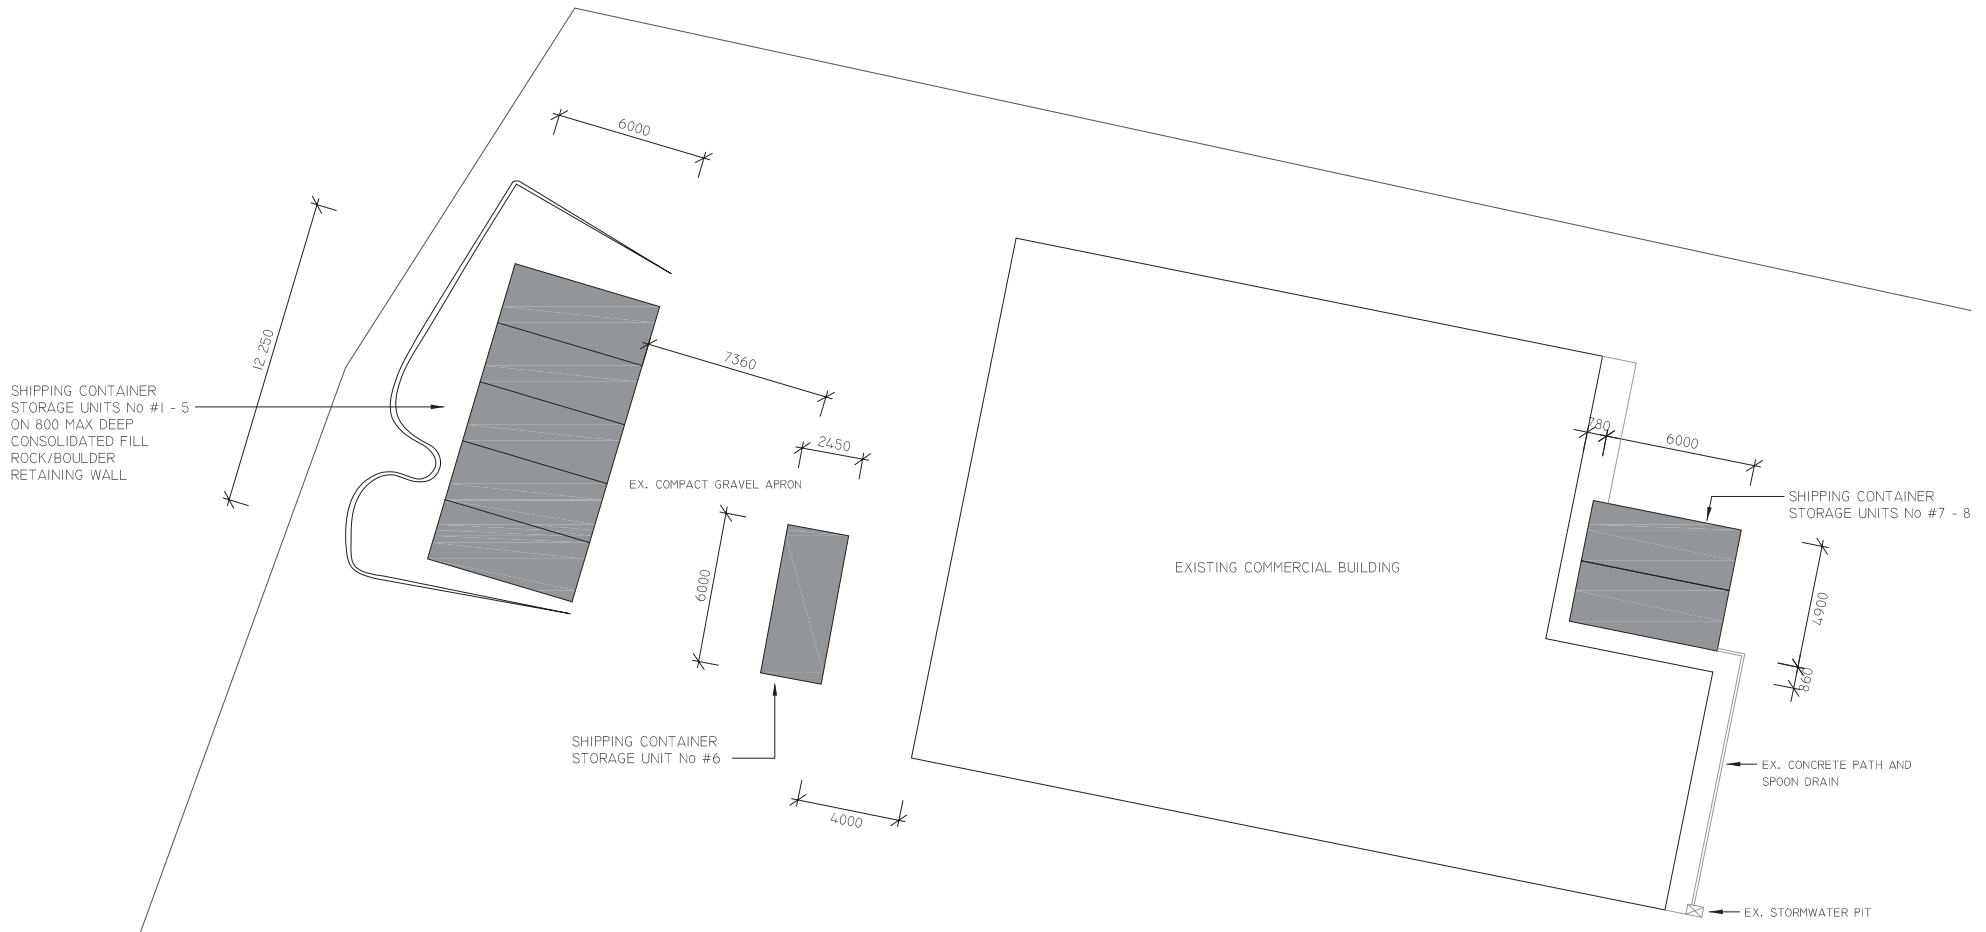 6000
12 250
SHIPPING CONTAINER
STORAGE UNITS No #1 - 5
ON 800 MAX DEEP
CONSOLIDATED FILL
ROCK/BOULDER
RETAINING WALL
7360
2450
EX. COMPACT GRAVEL APRON
6000
SHIPPING CONTAINER
STORAGE UNIT No #6
4000
EXISTING COMMERCIAL BUILDING
780
6000
SHIPPING CONTAINER
STORAGE UNITS No #7 - 8
4900
860
EX. CONCRETE PATH AND
SPOON DRAIN
EX. STORMWATER PIT